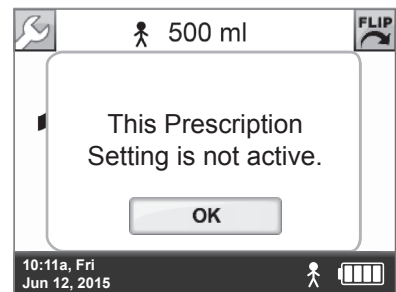 500 ml
FLIP
This Prescription
Setting is not active.
OK
10:11a, Fri
Jun 12, 2015